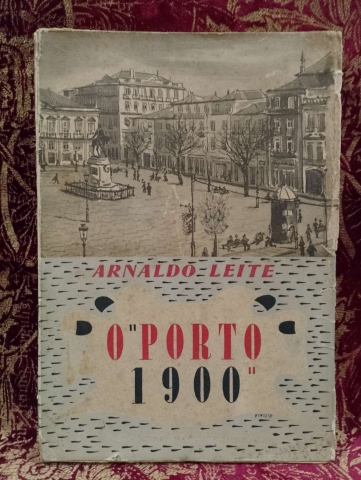 ARNALDO LEITE
O "PORTO
1900"